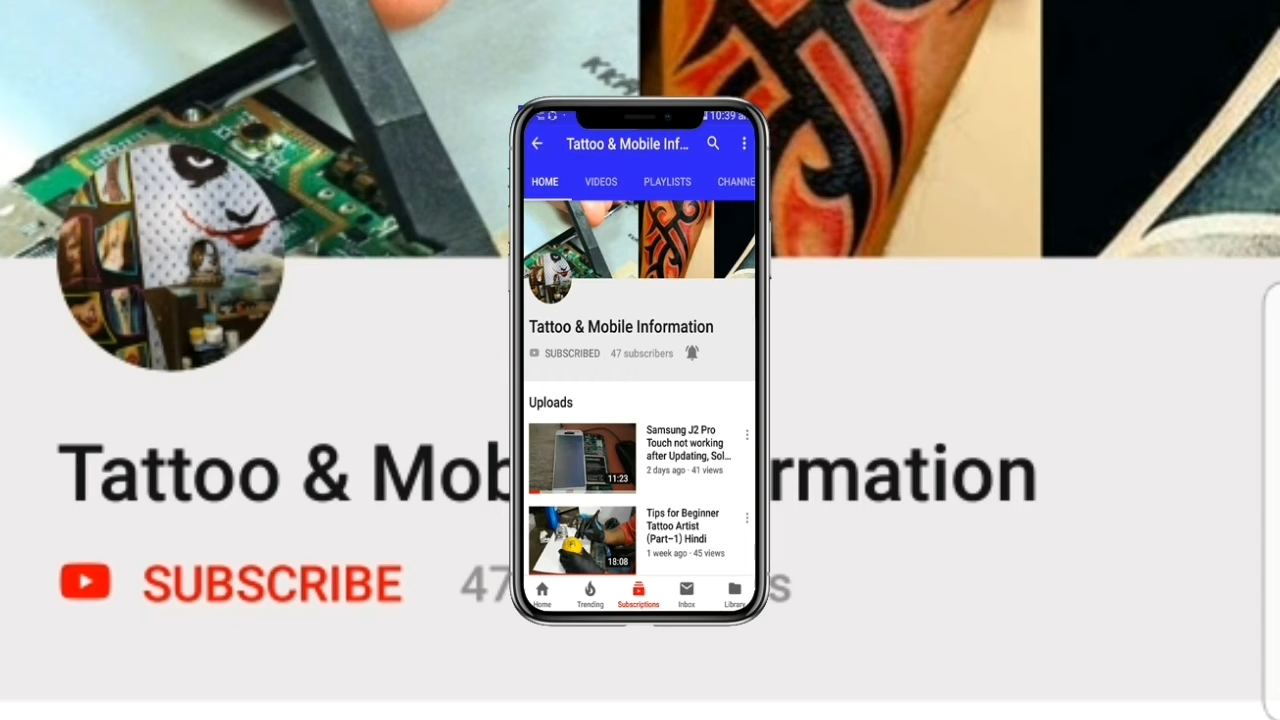 KKA
10:39 a
Tattoo & Mobile Inf...
HOME VIDEOS PLAYLISTS CHANNE
Tattoo & Mobile Information
SUBSCRIBED 47 subscribers
Uploads
Samsung J2 Pro
Touch not working
after Updating, Sol...
2 days ago · 41 views
11:23
Tips for Beginner
Tattoo Artist
(Part-1) Hindi
1 week ago · 45 views
18:08
Home Trending Subscriptions Inbox Library
Tattoo & Mob rmation
SUBSCRIBE 47 s